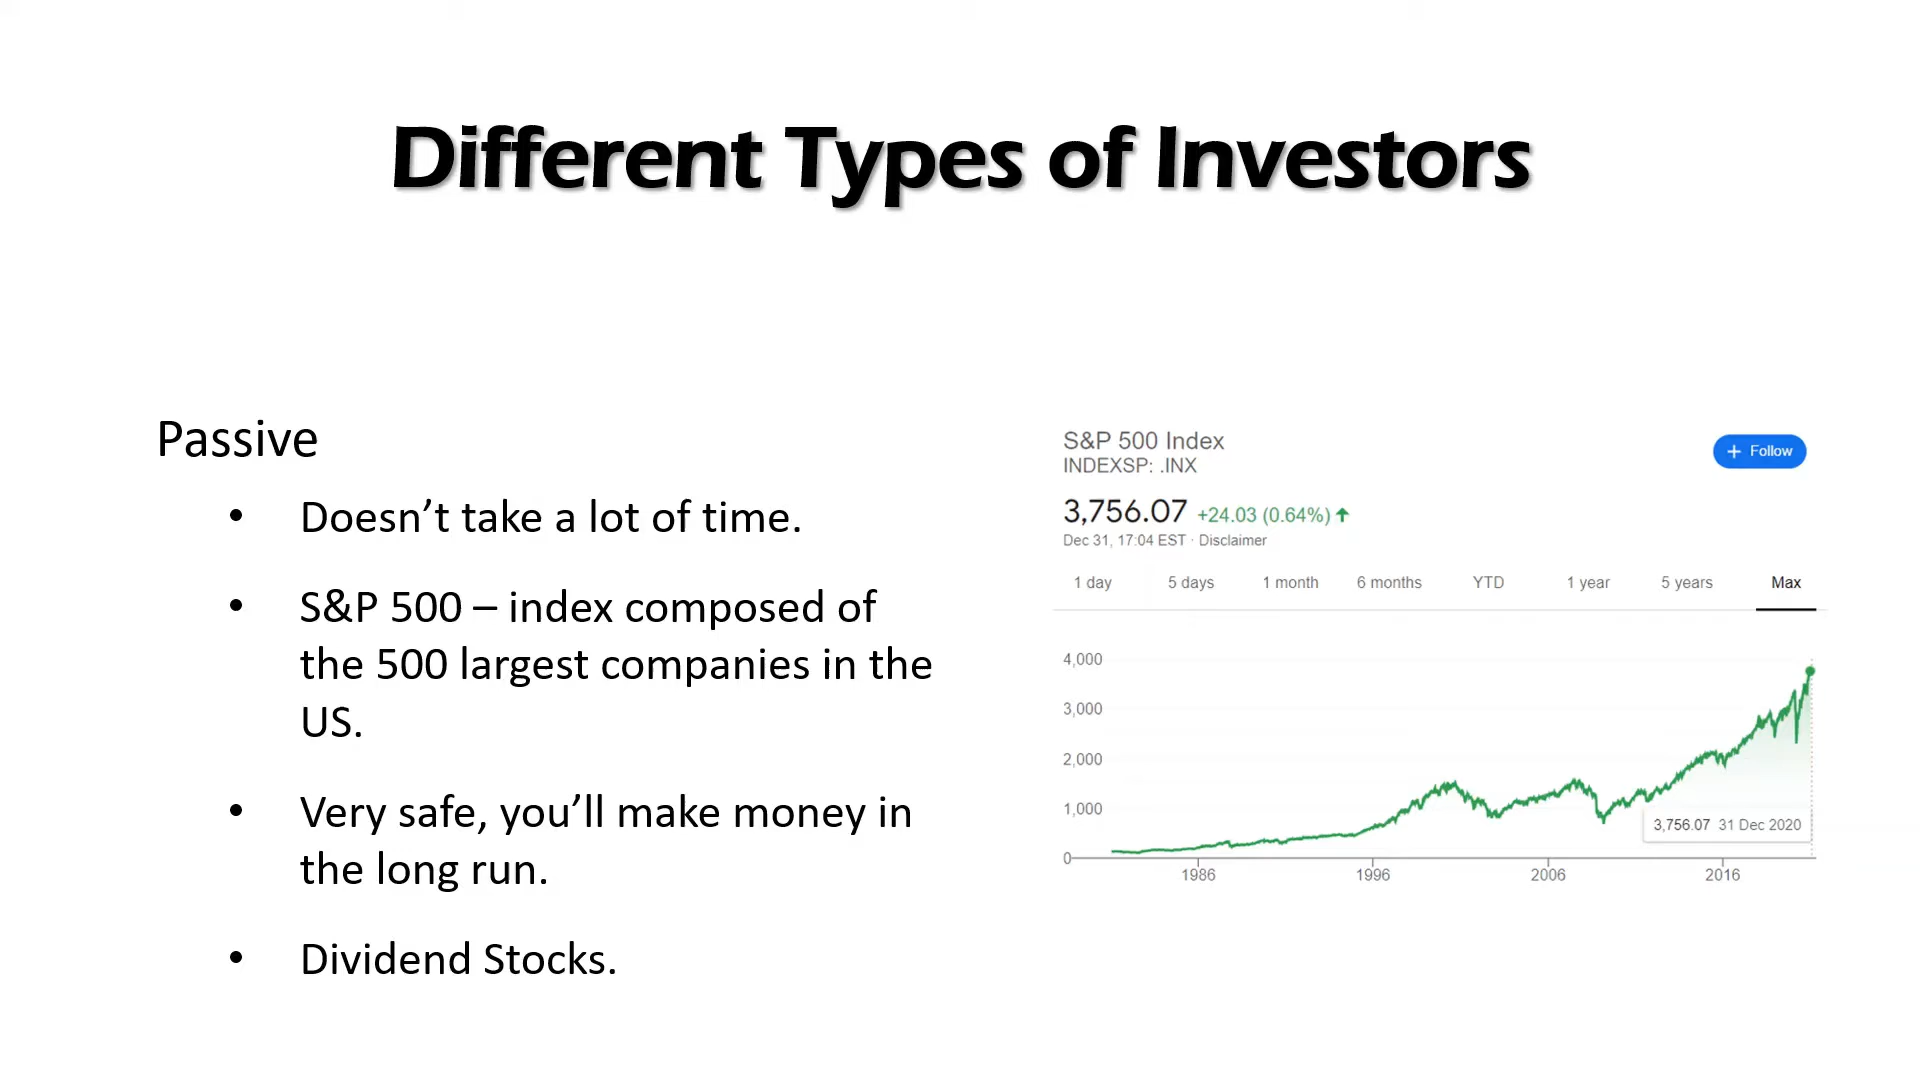 Different Types of Investors
Passive
• Doesn’t take a lot of time.
• S&P 500 – index composed of
the 500 largest companies in the
US.
• Very safe, you’ll make money in
the long run.
• Dividend Stocks.
S&P 500 Index
INDEXSP: .INX
+ Follow
3,756.07 +24.03 (0.64%) ↑
Dec 31, 17:04 EST · Disclaimer
1 day 5 days 1 month 6 months YTD 1 year 5 years Max
4,000
3,000
2,000
1,000
0
3,756.07 31 Dec 2020
1986 1996 2006 2016